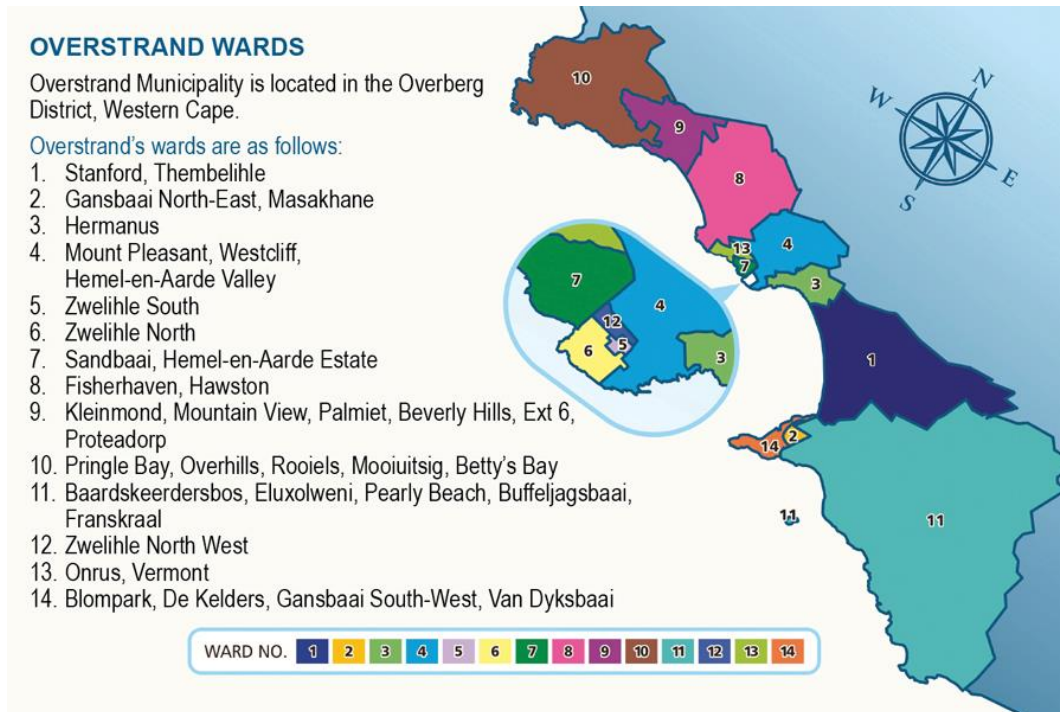 OVERSTRAND WARDS
Overstrand Municipality is located in the Overberg
District, Western Cape.
Overstrand's wards are as follows:
1. Stanford, Thembelihle
2. Gansbaai North-East, Masakhane
3. Hermanus
4. Mount Pleasant, Westcliff,
Hemel-en-Aarde Valley
5. Zwelihle South
6. Zwelihle North
7. Sandbaai, Hemel-en-Aarde Estate
8. Fisherhaven, Hawston
9. Kleinmond, Mountain View, Palmiet, Beverly Hills, Ext 6,
Proteadorp
10. Pringle Bay, Overhills, Rooiels, Mooiuitsig, Betty's Bay
11. Baardskeerdersbos, Eluxolweni, Pearly Beach, Buffeljagsbaai,
Franskraal
12. Zwelihle North West
13. Onrus, Vermont
14. Blompark, De Kelders, Gansbaai South-West, Van Dyksbaai
10
9
8
13
4
7
3
1
2
14
11
11
7
4
12
5
6
3
N
W
E
S
WARD NO. 1 2 3 4 5 6 7 8 9 10 11 12 13 14